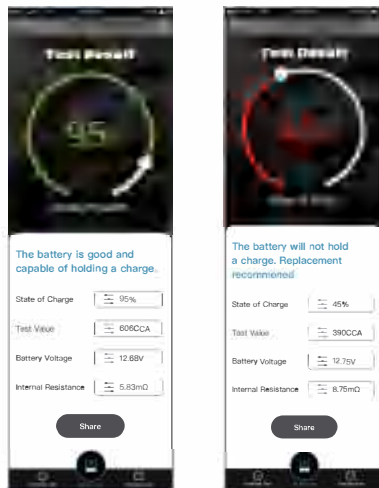 Test Result
95
The battery is good and
capable of holding a charge.
State of Charge 95%
Test Value 606CCA
Battery Voltage 12.68V
Internal Resistance 5.83mΩ
Share
Test Result
The battery will not hold
a charge. Replacement
recommended
State of Charge 45%
Test Value 390CCA
Battery Voltage 12.75V
Internal Resistance 8.75mΩ
Share